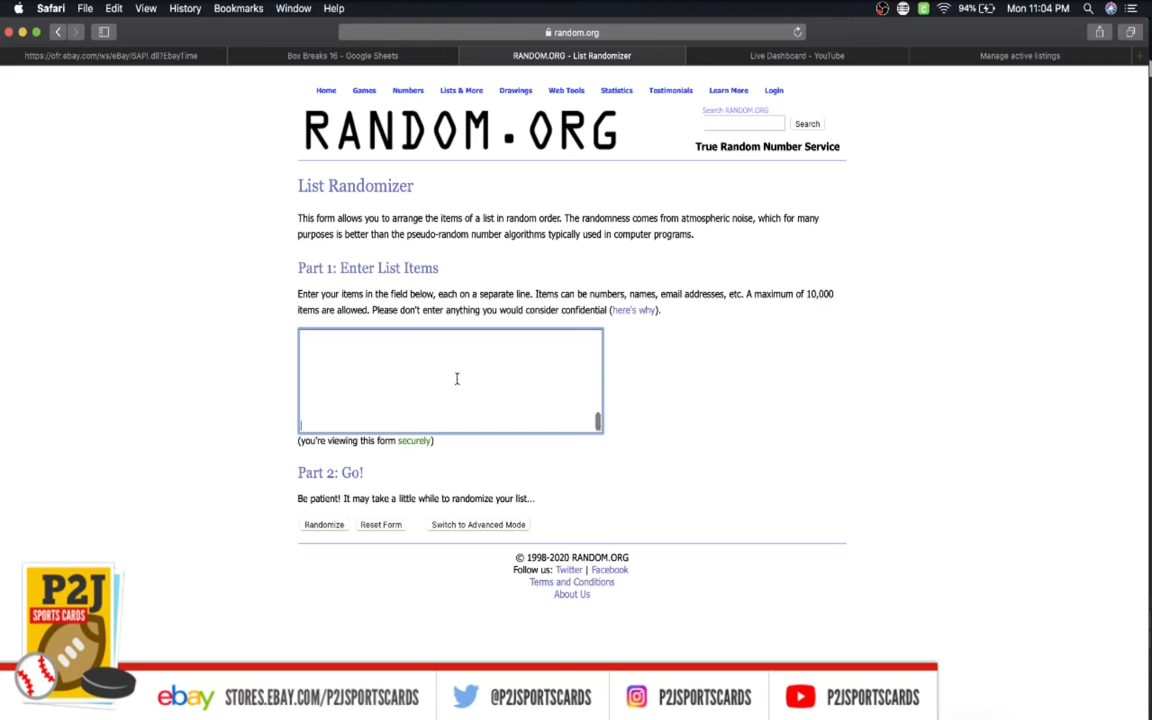 Safari File Edit View History Bookmarks Window Help 94% Mon 11:04 PM
random.org
https://ofr.ebay.com/ws/eBayISAPI.dll?EbayTime Box Breaks 16 - Google Sheets RANDOM.ORG - List Randomizer Live Dashboard - YouTube Manage active listings
Home Games Numbers Lists & More Drawings Web Tools Statistics Testimonials Learn More Login
RANDOM.ORG
Search RANDOM.ORG
Search
True Random Number Service
List Randomizer
This form allows you to arrange the items of a list in random order. The randomness comes from atmospheric noise, which for many
purposes is better than the pseudo-random number algorithms typically used in computer programs.
Part 1: Enter List Items
Enter your items in the field below, each on a separate line. Items can be numbers, names, email addresses, etc. A maximum of 10,000
items are allowed. Please don't enter anything you would consider confidential (here's why).
(you're viewing this form securely)
Part 2: Go!
Be patient! It may take a little while to randomize your list...
Randomize Reset Form Switch to Advanced Mode
© 1998-2020 RANDOM.ORG
Follow us: Twitter | Facebook
Terms and Conditions
About Us
P2J
SPORTS CARDS
ebay STORES.EBAY.COM/P2JSPORTSCARDS @P2JSPORTSCARDS P2JSPORTSCARDS P2JSPORTSCARDS